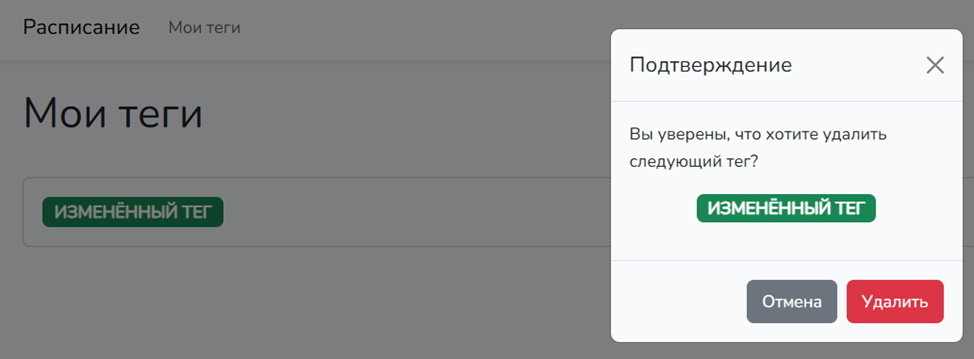 Расписание Мои теги
Мои теги
ИЗМЕНЁННЫЙ ТЕГ
Подтверждение
Вы уверены, что хотите удалить
следующий тег?
ИЗМЕНЁННЫЙ ТЕГ
Отмена Удалить